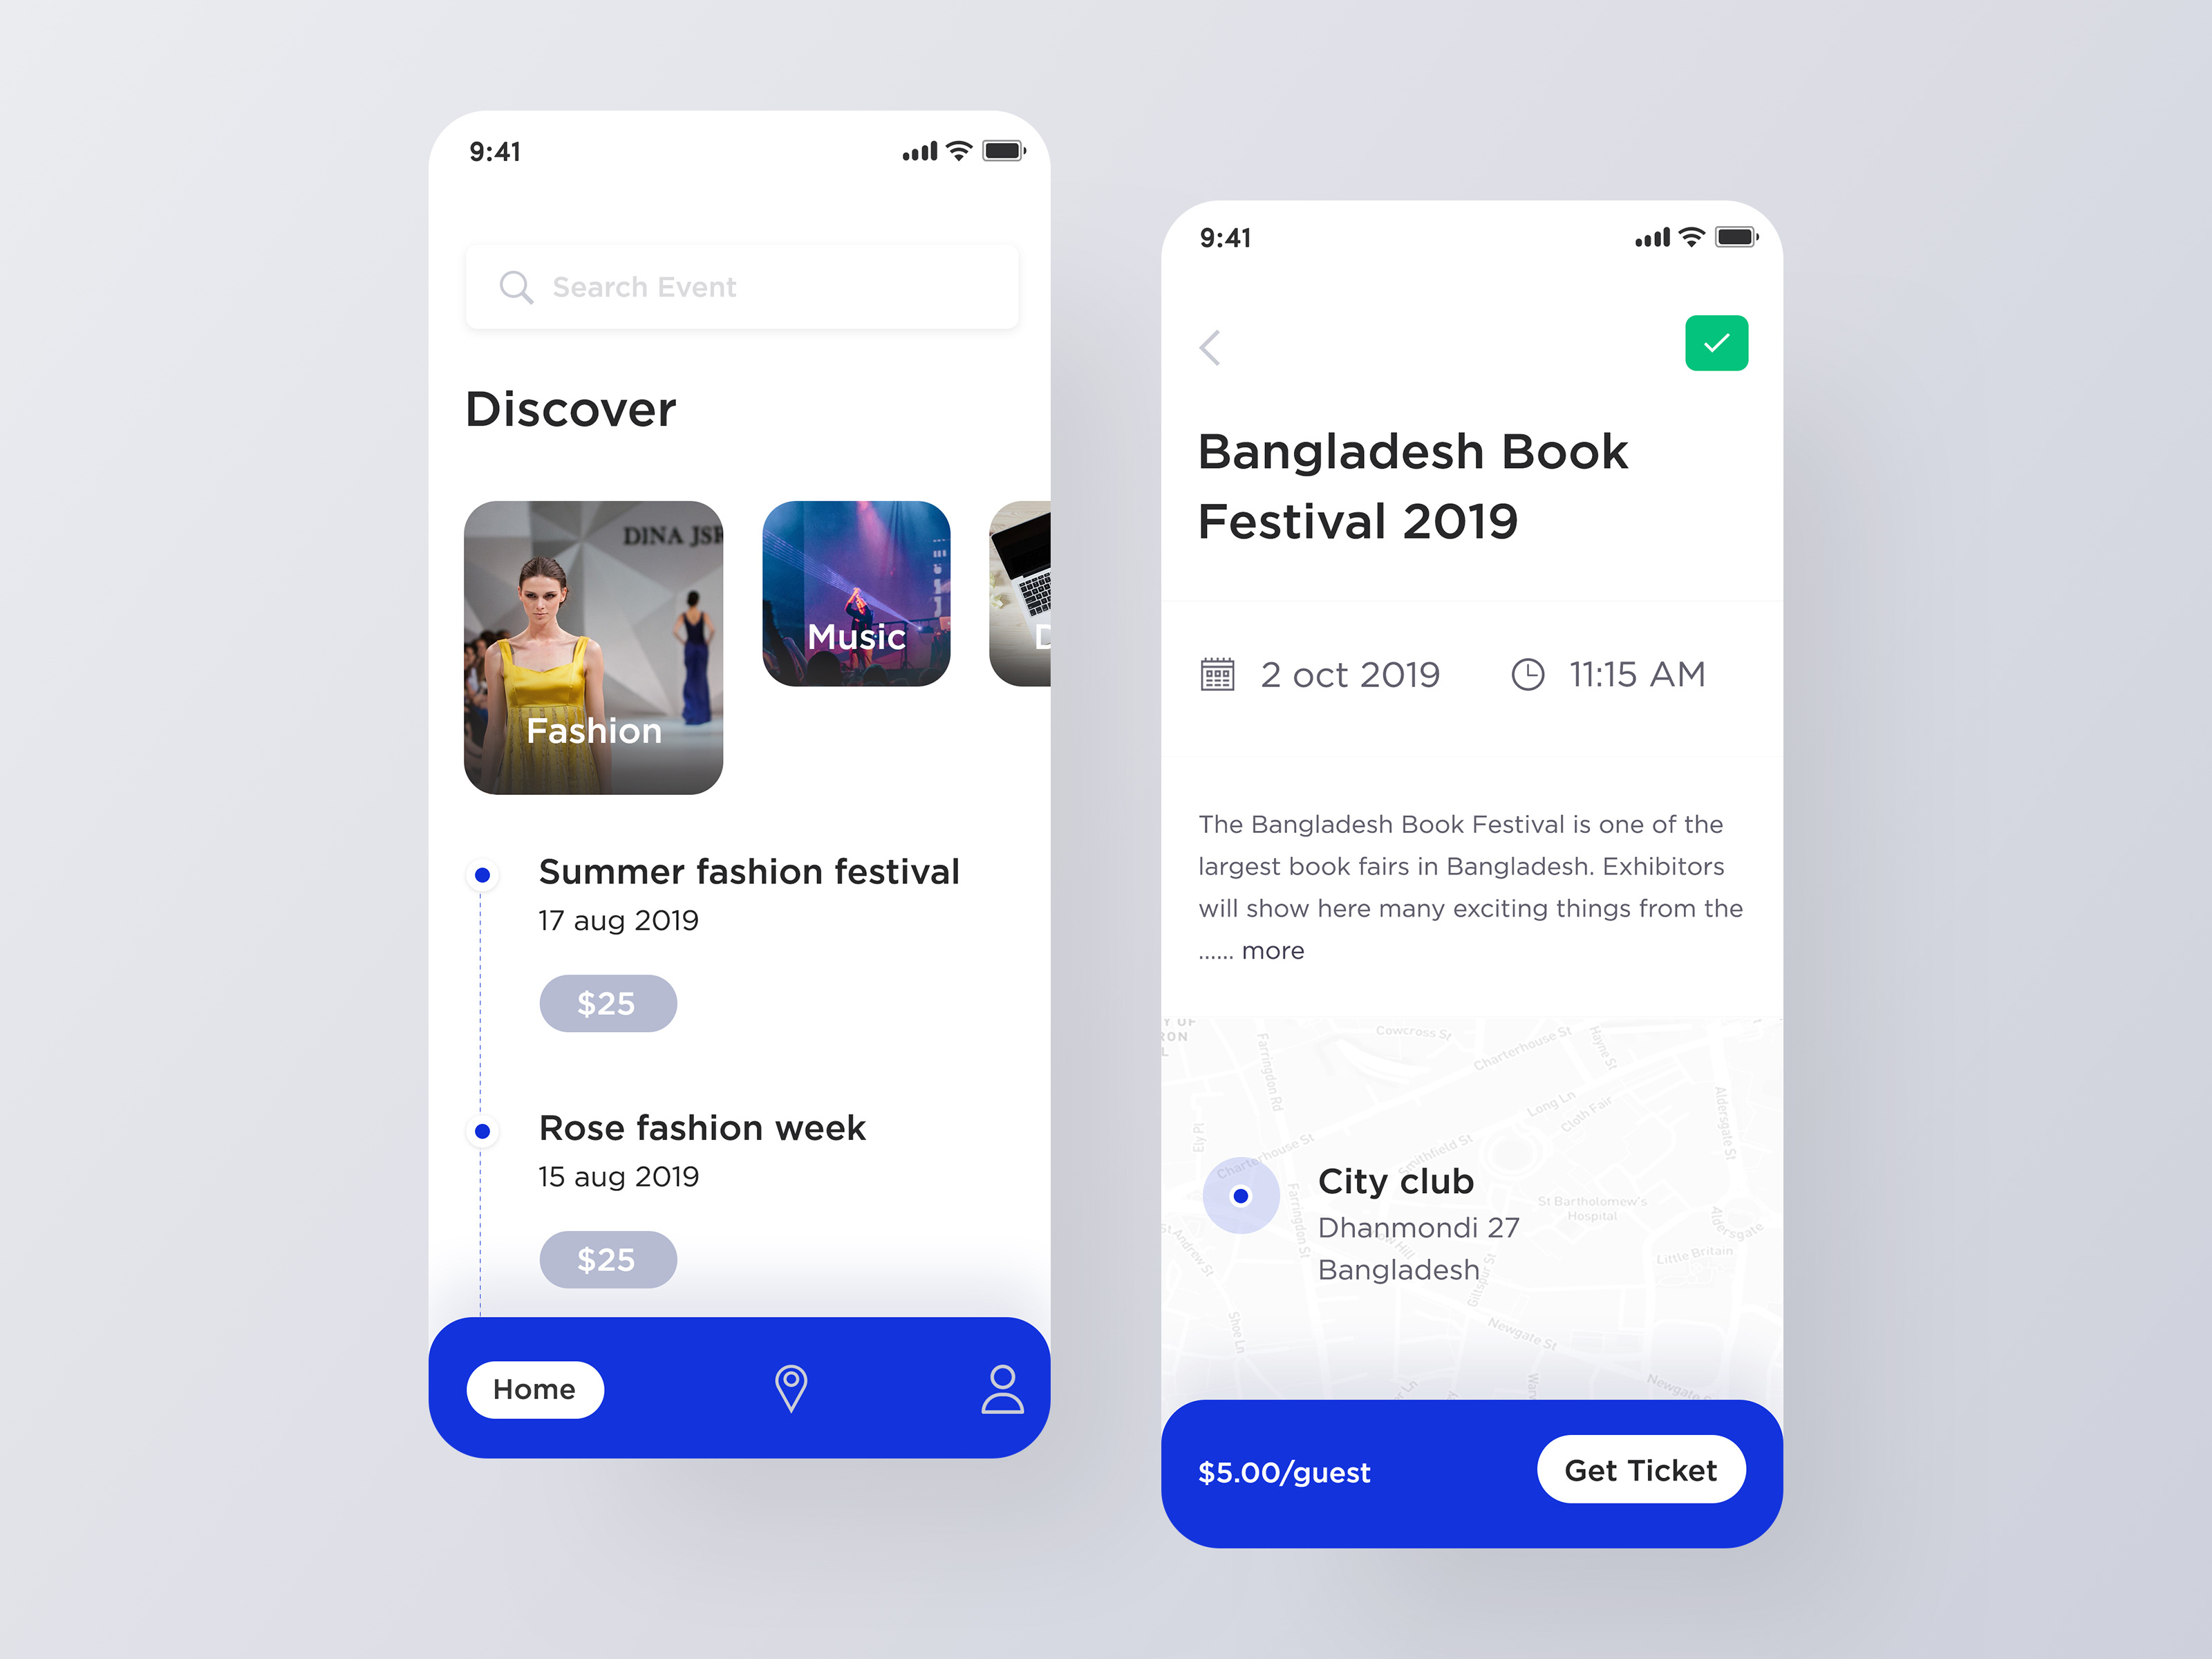 9:41
Search Event
Discover
DINA JSR
Fashion
Music
D
Summer fashion festival
17 aug 2019
$25
Rose fashion week
15 aug 2019
$25
Home
9:41
Bangladesh Book
Festival 2019
2 oct 2019
11:15 AM
The Bangladesh Book Festival is one of the
largest book fairs in Bangladesh. Exhibitors
will show here many exciting things from the
...... more
Y OF
RON
L
Cowcross St
Charterhouse St
Hayne St
Farringdon Rd
Long Ln
Cloth Fair
Aldersgate St
Ely Pl
Charterhouse St
Smithfield St
City club
Dhanmondi 27
Bangladesh
St Bartholomew's
Hospital
Farringdon St
St Andrew St
Aldersgate
Little Britain
Giltspur St
Shoe Ln
Newgate St
Newgate S
$5.00/guest
Get Ticket